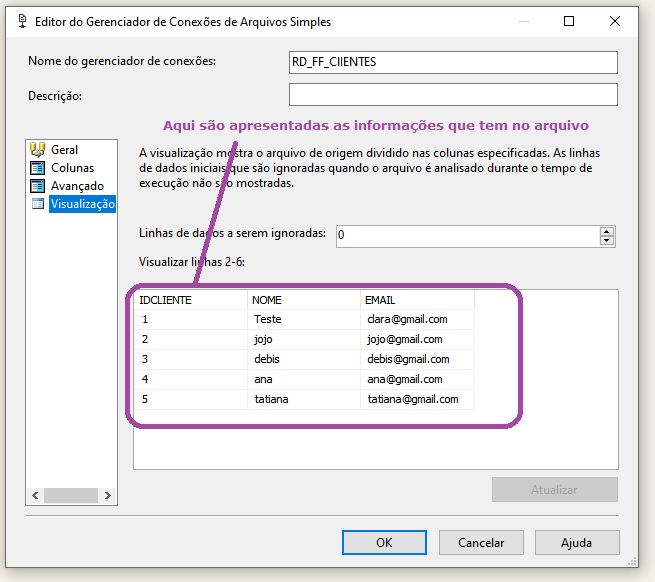 Editor do Gerenciador de Conexões de Arquivos Simples
Nome do gerenciador de conexões: RD_FF_ClIENTES
Descrição:
Aqui são apresentadas as informações que tem no arquivo
Geral
Colunas
Avançado
Visualização
A visualização mostra o arquivo de origem dividido nas colunas especificadas. As linhas
de dados iniciais que são ignoradas quando o arquivo é analisado durante o tempo de
execução não são mostradas.
Linhas de dados a serem ignoradas: 0
Visualizar linhas 2-6:
IDCLIENTE NOME EMAIL
1 Teste clara@gmail.com
2 jojo jojo@gmail.com
3 debis debis@gmail.com
4 ana ana@gmail.com
5 tatiana tatiana@gmail.com
Atualizar
OK Cancelar Ajuda